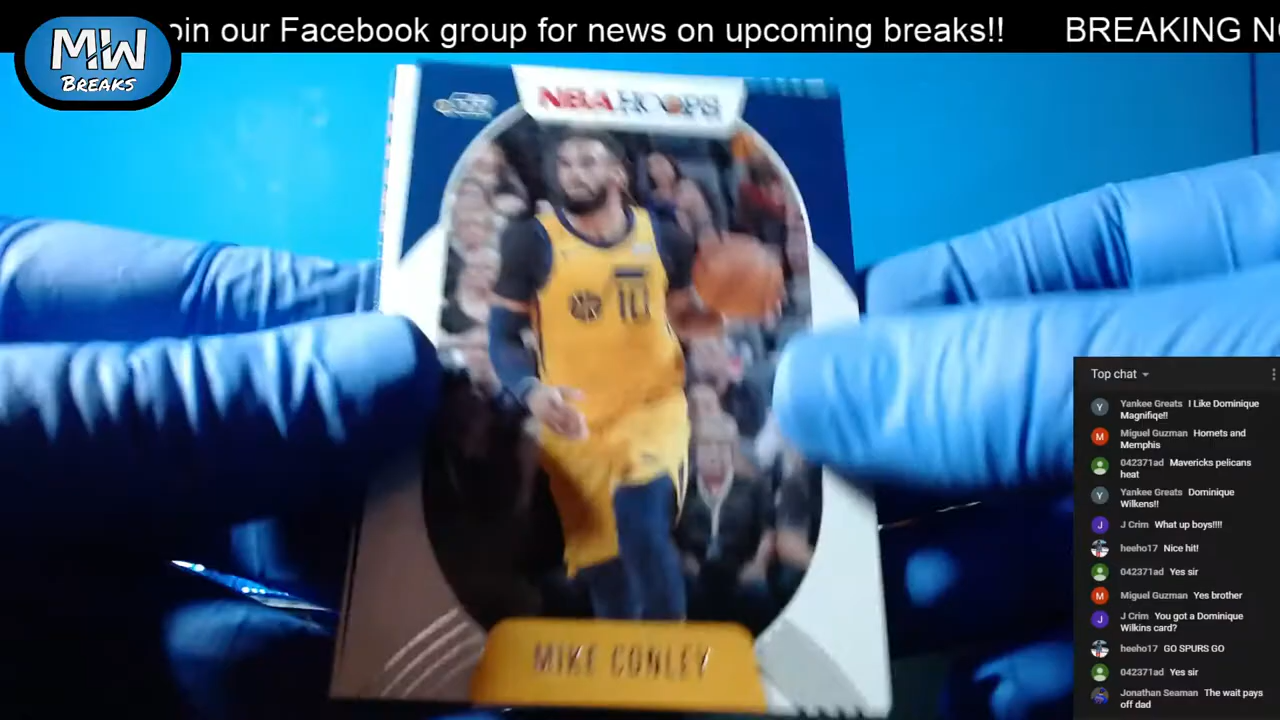 oin our Facebook group for news on upcoming breaks!! BREAKING N
MW
BREAKS
NBA HOOPS
10
MIKE CONLEY
Top chat
Y Yankee Greats I Like Dominique
Magnifiqe!!
M Miguel Guzman Hornets and
Memphis
042371ad Mavericks pelicans
heat
Y Yankee Greats Dominique
Wilkens!!
J J Crim What up boys!!!!
heeho17 Nice hit!
042371ad Yes sir
M Miguel Guzman Yes brother
J J Crim You got a Dominique
Wilkins card?
heeho17 GO SPURS GO
042371ad Yes sir
Jonathan Seaman The wait pays
off dad